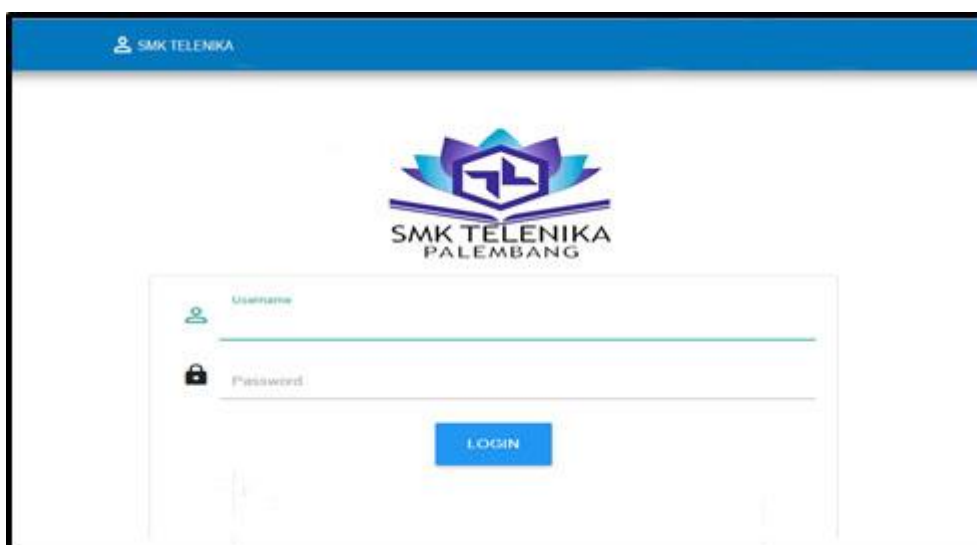 SMK TELENIKA
SMK TELENIKA
PALEMBANG
Username
Password
LOGIN